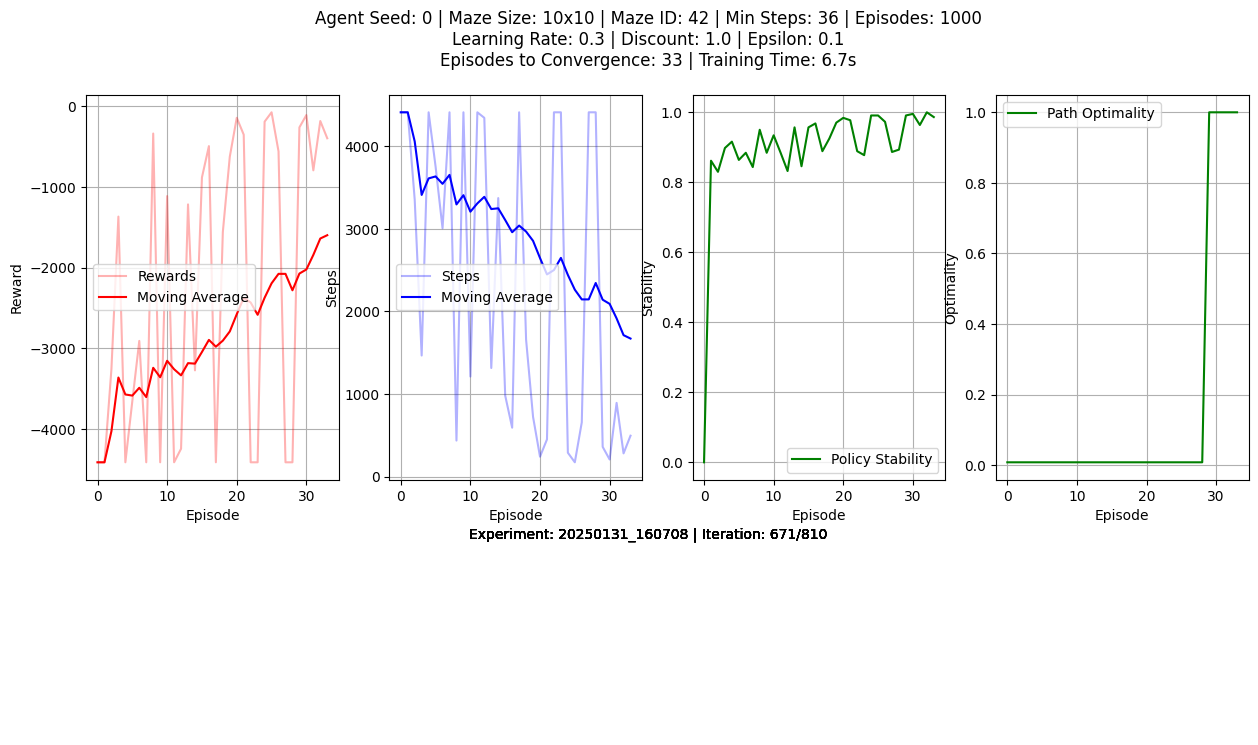 Agent Seed: 0 | Maze Size: 10x10 | Maze ID: 42 | Min Steps: 36 | Episodes: 1000
Learning Rate: 0.3 | Discount: 1.0 | Epsilon: 0.1
Episodes to Convergence: 33 | Training Time: 6.7s
0
−1000
−2000
−3000
−4000
Reward
Rewards
Moving Average
0
10
20
30
Episode
4000
3000
2000
1000
0
Steps
Steps
Moving Average
0
10
20
30
Episode
1.0
0.8
0.6
0.4
0.2
0.0
Stability
Policy Stability
0
10
20
30
Episode
1.0
0.8
0.6
0.4
0.2
0.0
Optimality
Path Optimality
0
10
20
30
Episode
Experiment: 20250131_160708 | Iteration: 671/810